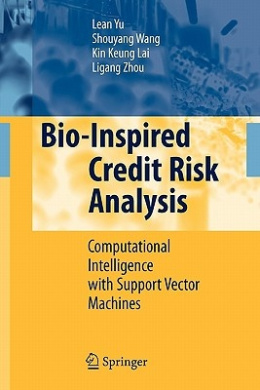 Lean Yu
Shouyang Wang
Kin Keung Lai
Ligang Zhou
Bio-Inspired
Credit Risk
Analysis
Computational
Intelligence
with Support Vector
Machines
Springer